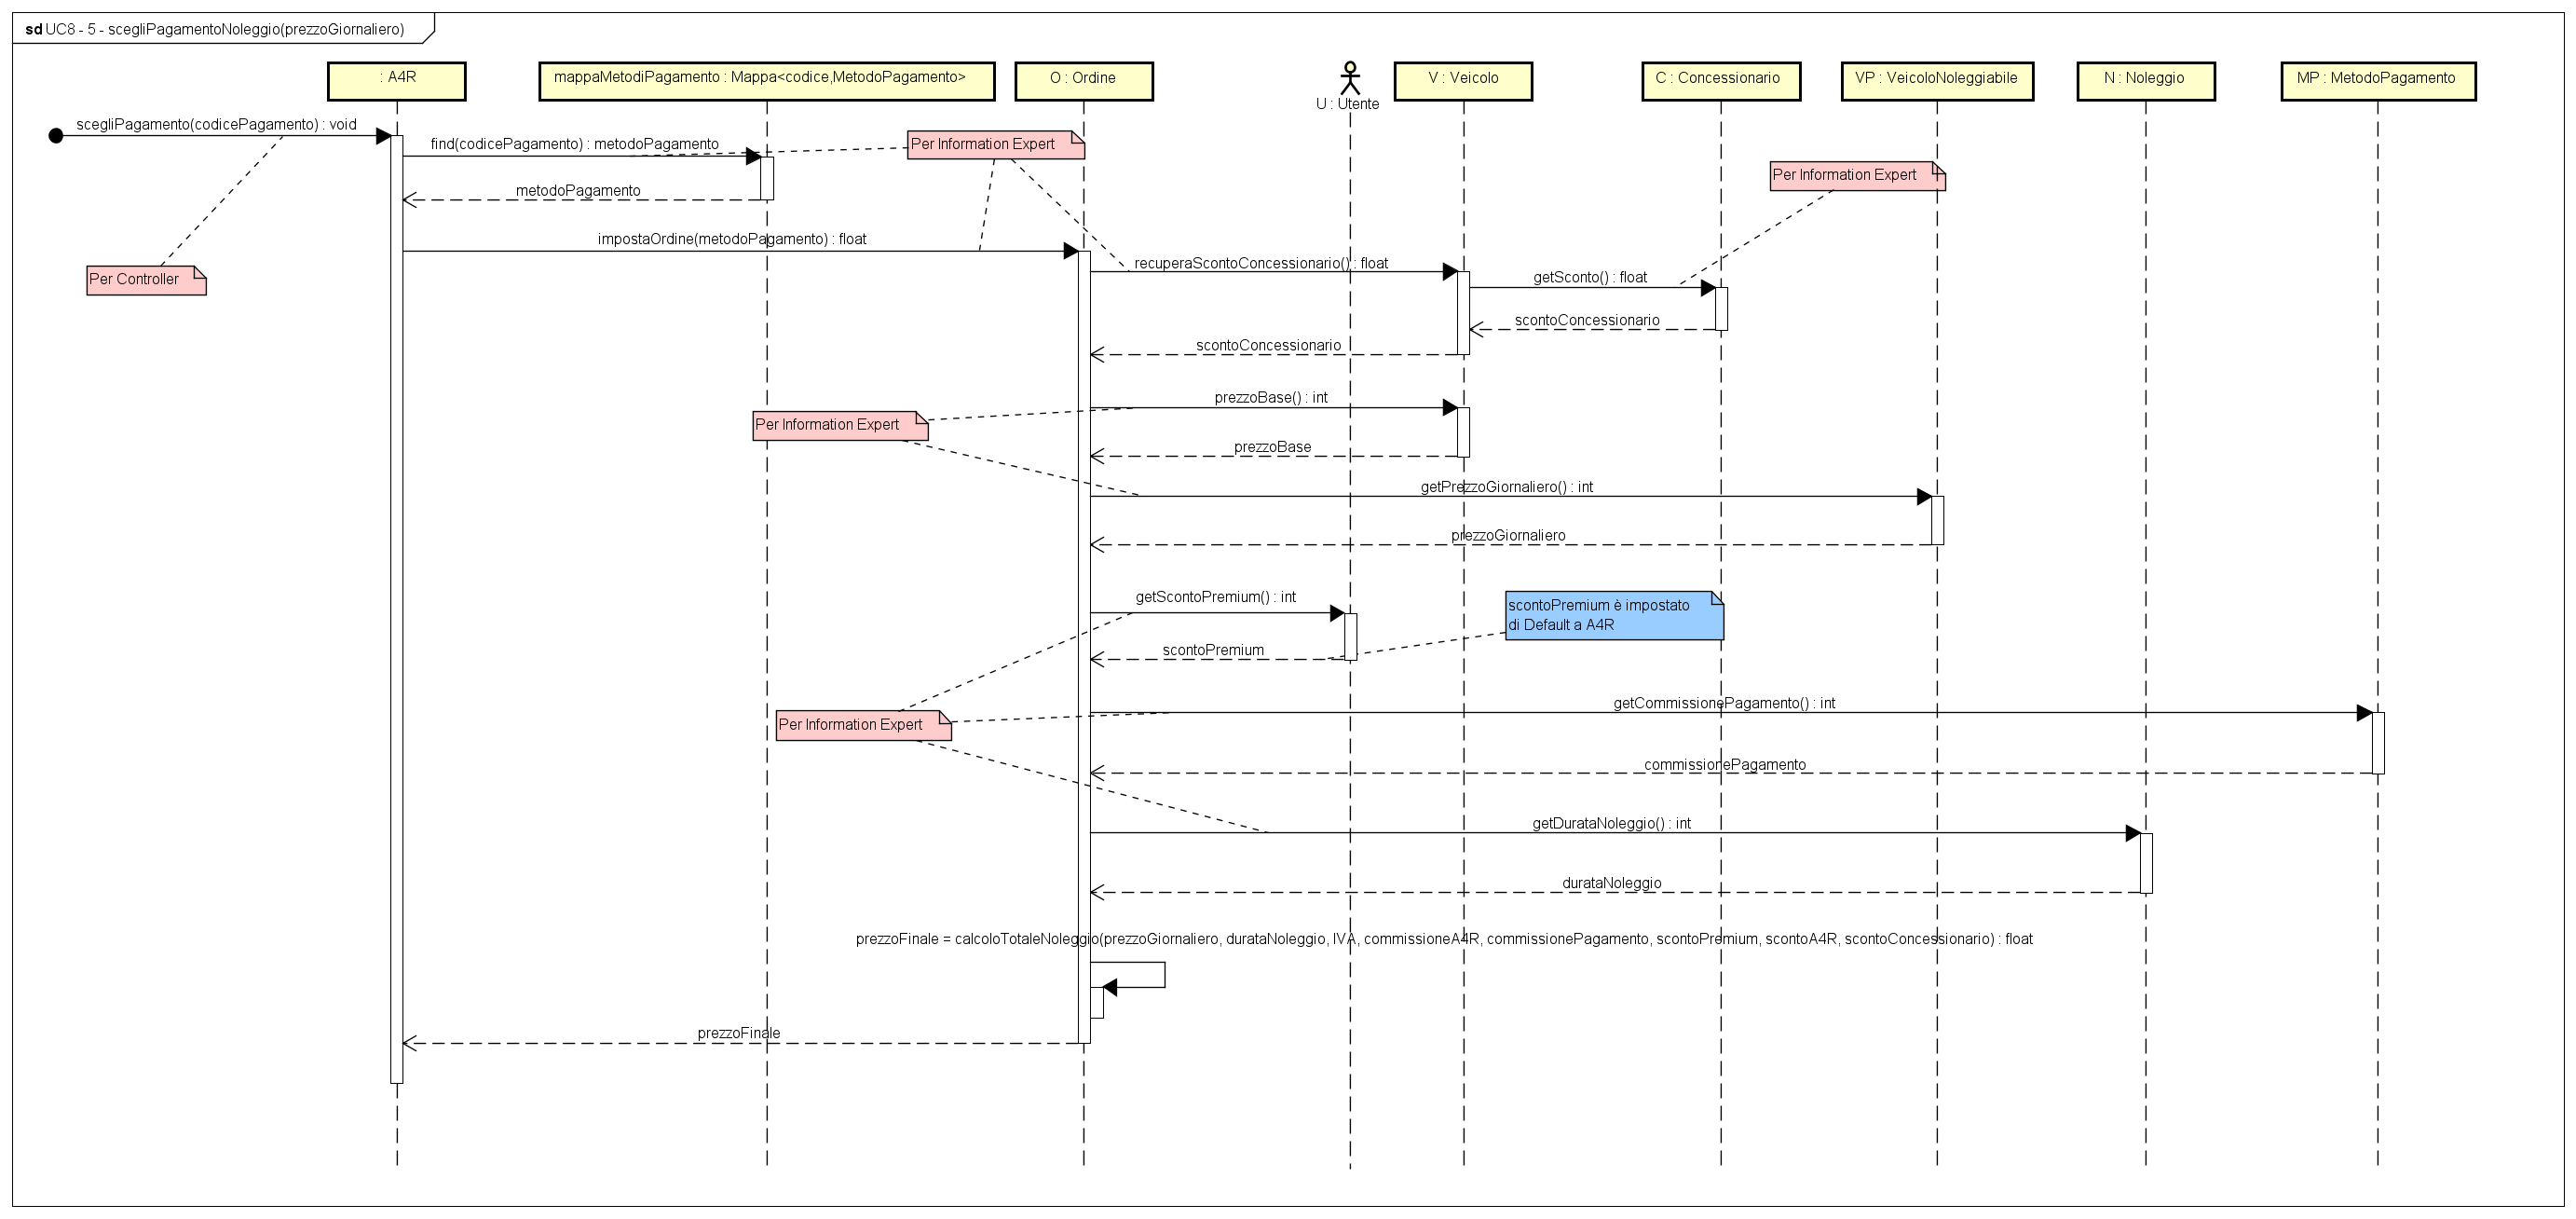 sd UC8 - 5 - scegliPagamentoNoleggio(prezzoGiornaliero)
: A4R
mappaMetodiPagamento : Mappa<codice,MetodoPagamento>
O : Ordine
U : Utente
V : Veicolo
C : Concessionario
VP : VeicoloNoleggiabile
N : Noleggio
MP : MetodoPagamento
scegliPagamento(codicePagamento) : void
find(codicePagamento) : metodoPagamento
Per Information Expert
Per Information Expert
metodoPagamento
impostaOrdine(metodoPagamento) : float
Per Controller
recuperaScontoConcessionario() : float
getSconto() : float
scontoConcessionario
scontoConcessionario
prezzoBase() : int
Per Information Expert
prezzoBase
getPrezzoGiornaliero() : int
prezzoGiornaliero
getScontoPremium() : int
scontoPremium è impostato
di Default a A4R
scontoPremium
getCommissionePagamento() : int
Per Information Expert
commissionePagamento
getDurataNoleggio() : int
durataNoleggio
prezzoFinale = calcoloTotaleNoleggio(prezzoGiornaliero, durataNoleggio, IVA, commissioneA4R, commissionePagamento, scontoPremium, scontoA4R, scontoConcessionario) : float
prezzoFinale